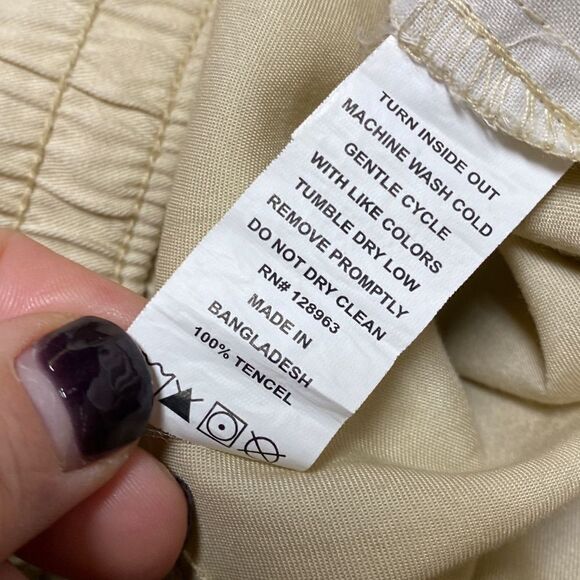 TURN INSIDE OUT
MACHINE WASH COLD
GENTLE CYCLE
WITH LIKE COLORS
TUMBLE DRY LOW
REMOVE PROMPTLY
DO NOT DRY CLEAN
RN# 128963
MADE IN
BANGLADESH
100% TENCEL